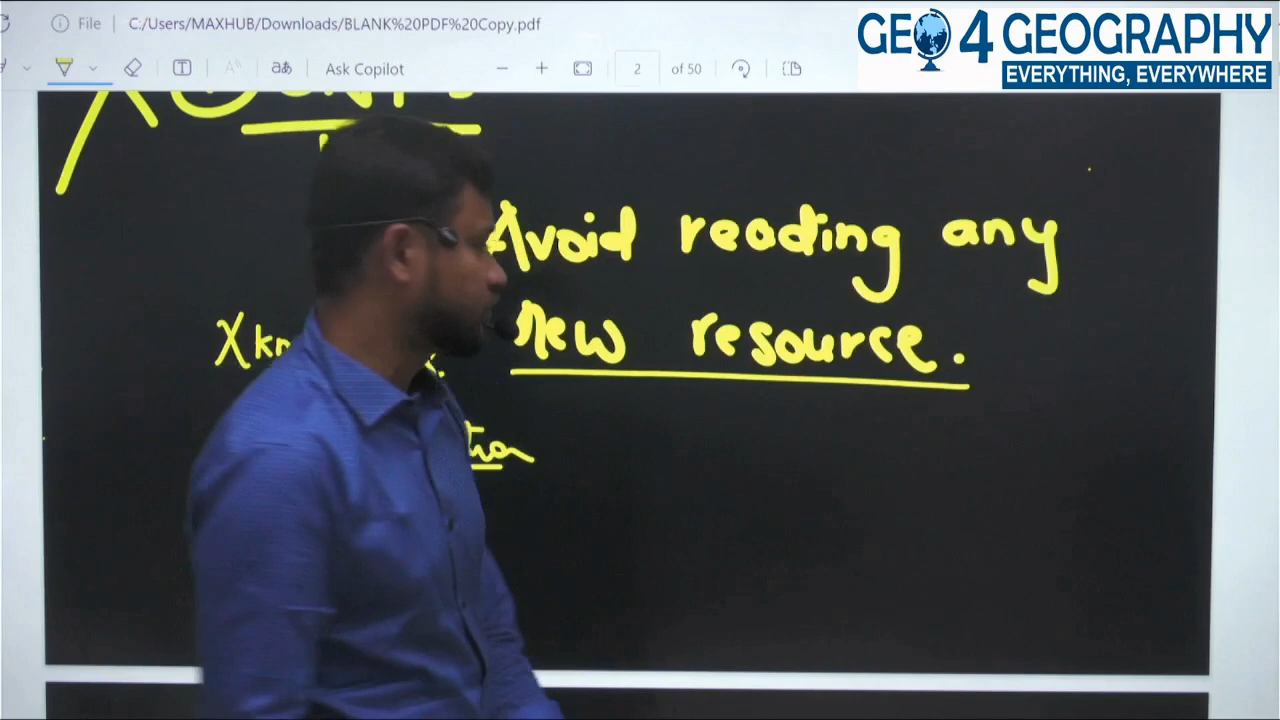 File C:/Users/MAXHUB/Downloads/BLANK%20PDF%20Copy.pdf
Ask Copilot 2 of 50
GEO 4 GEOGRAPHY
EVERYTHING, EVERYWHERE
Avoid reading any
new resource.